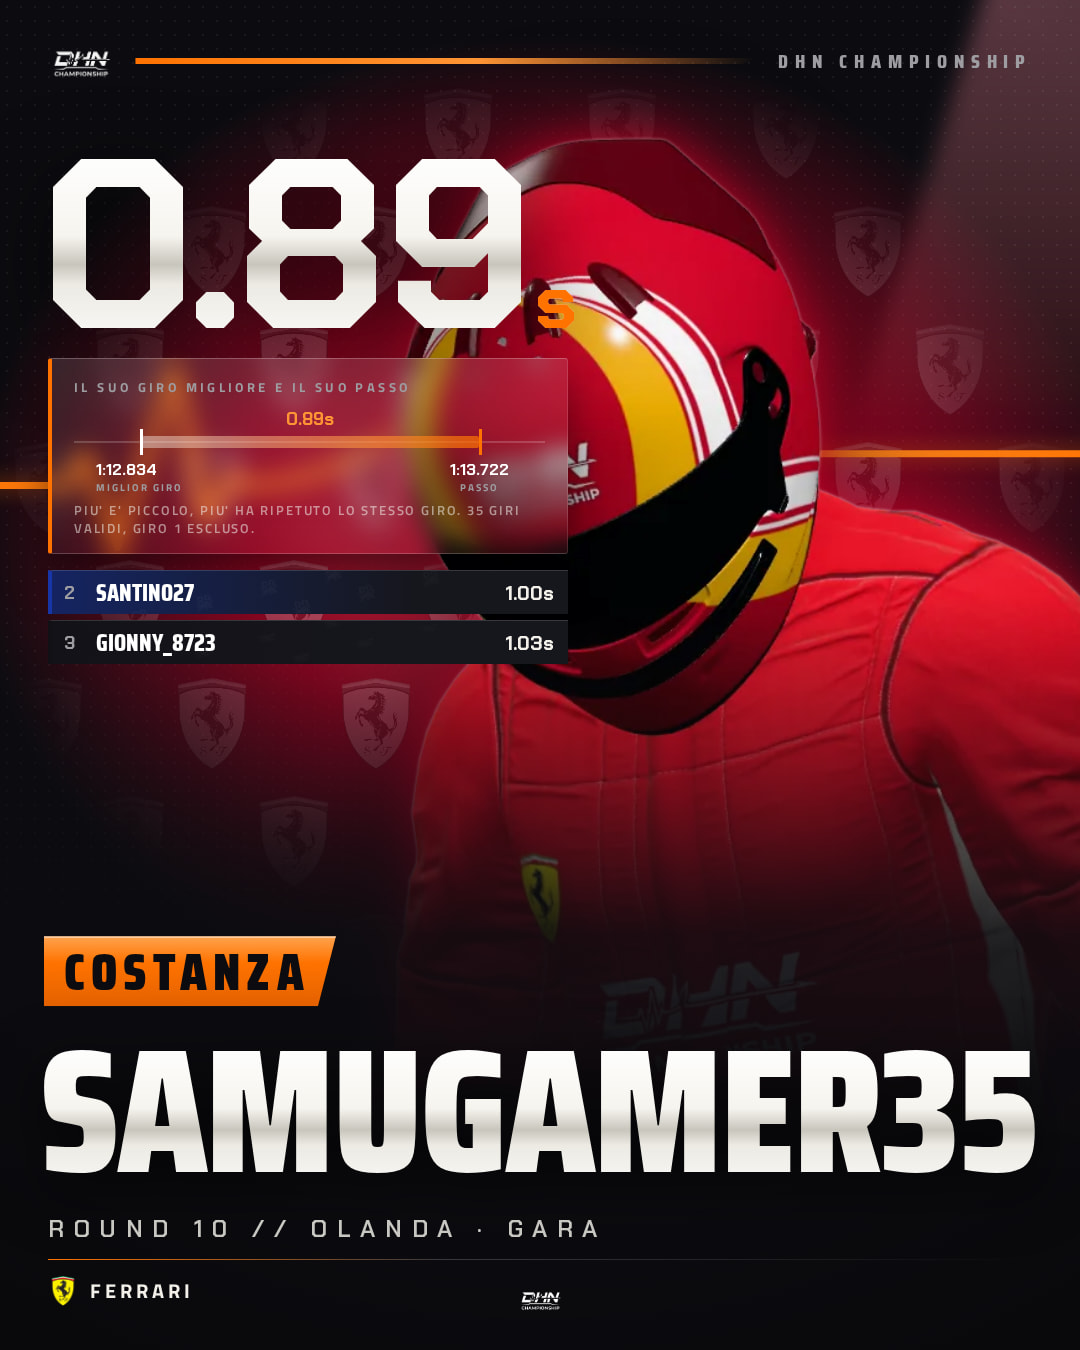 DHN
CHAMPIONSHIP
DHN CHAMPIONSHIP
0.89s
IL SUO GIRO MIGLIORE E IL SUO PASSO
0.89s
1:12.834
MIGLIOR GIRO
1:13.722
PASSO
PIU' E' PICCOLO, PIU' HA RIPETUTO LO STESSO GIRO. 35 GIRI
VALIDI, GIRO 1 ESCLUSO.
2 SANTINO27 1.00s
3 GIONNY_8723 1.03s
DHN
COSTANZA
SAMUGAMER35
ROUND 10 // OLANDA · GARA
FERRARI
DHN
CHAMPIONSHIP